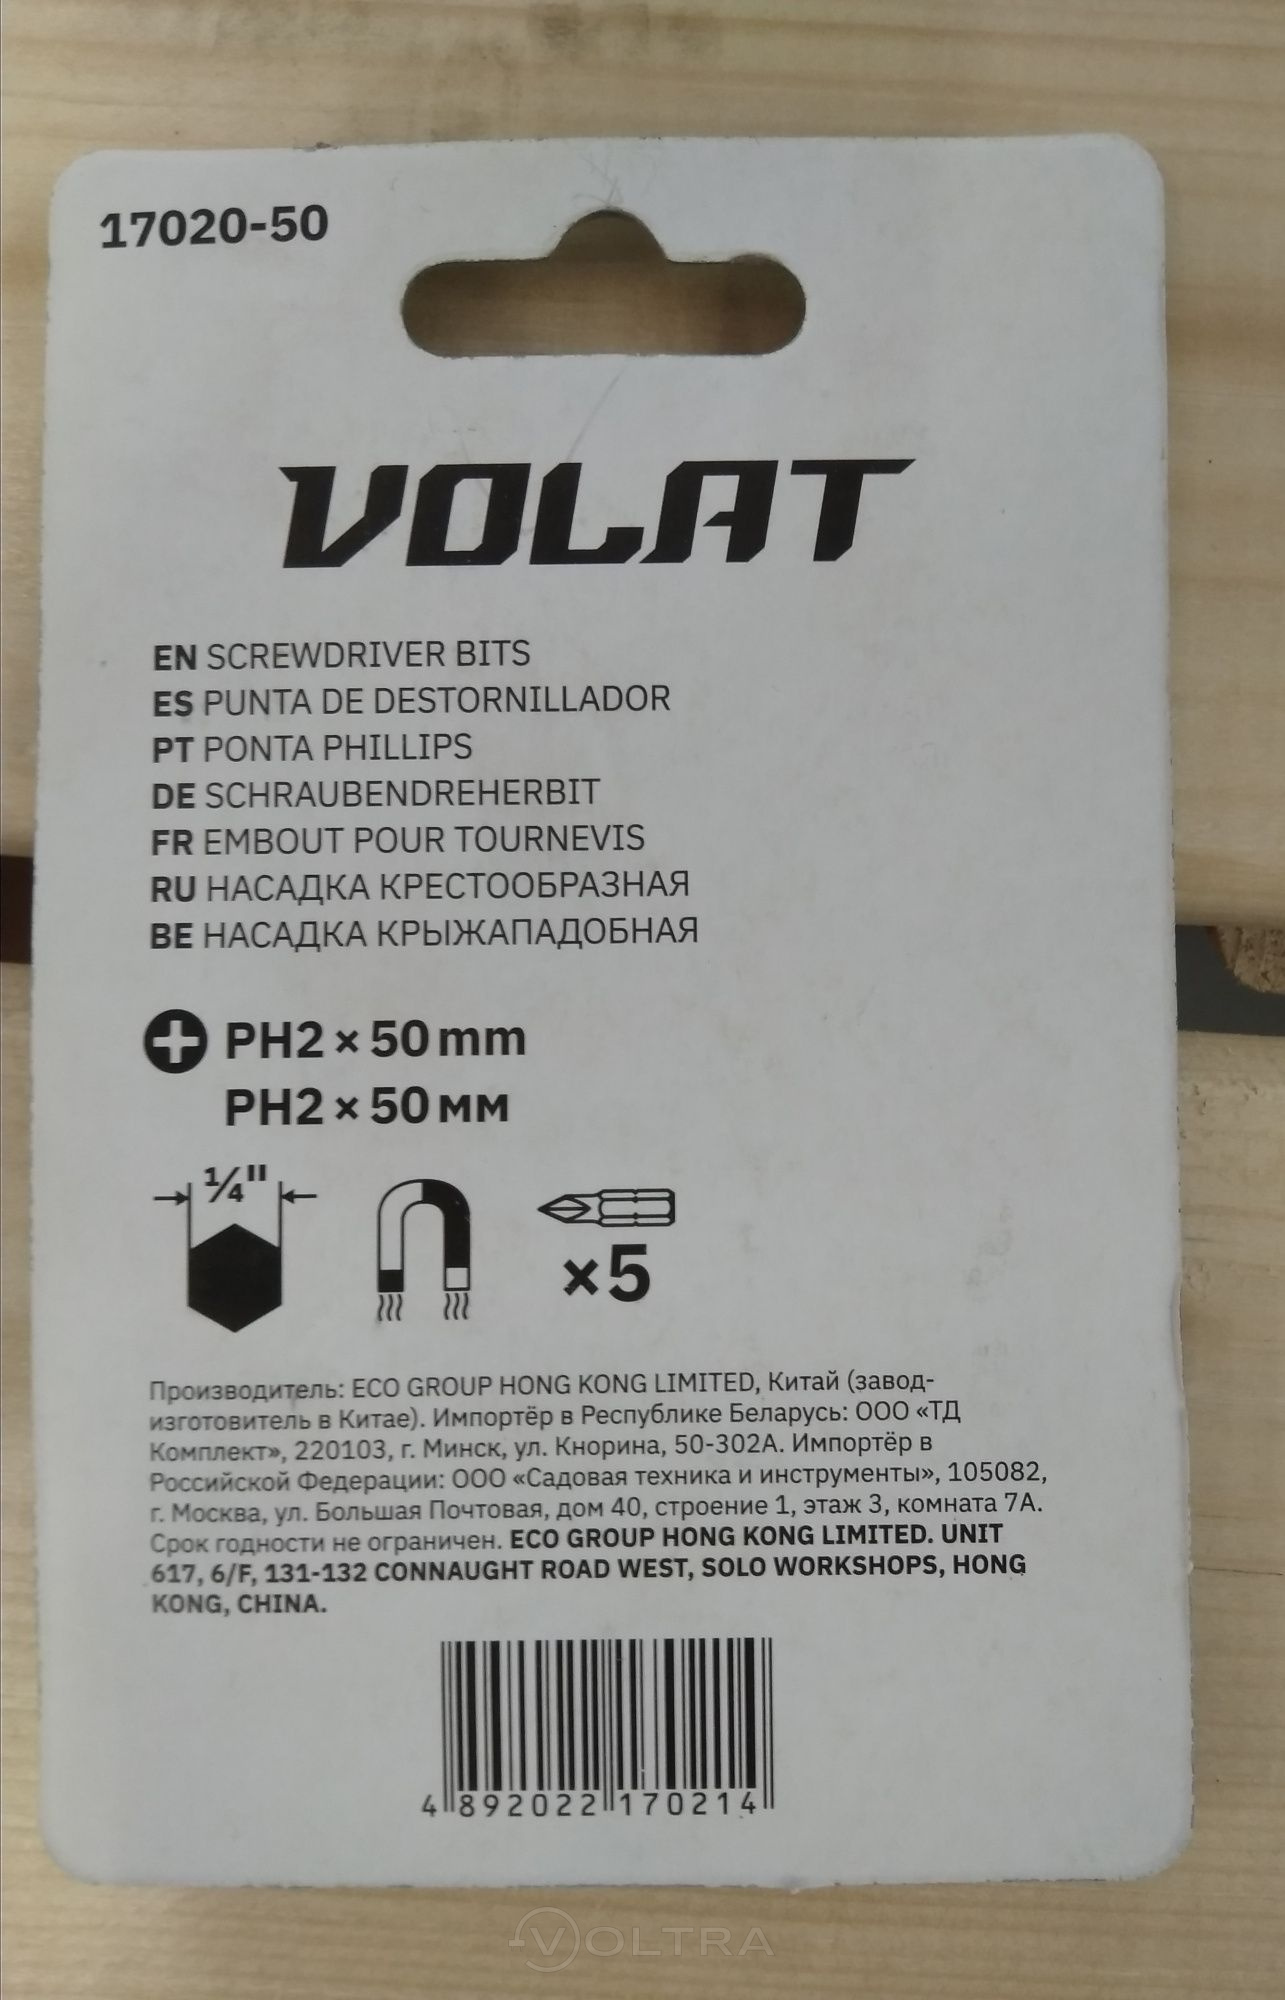 17020-50
VOLAT
EN SCREWDRIVER BITS
ES PUNTA DE DESTORNILLADOR
PT PONTA PHILLIPS
DE SCHRAUBENDREHERBIT
FR EMBOUT POUR TOURNEVIS
RU НАСАДКА КРЕСТООБРАЗНАЯ
BE НАСАДКА КРЫЖАПАДОБНАЯ
PH2 × 50 mm
PH2 × 50 мм
1/4"
×5
Производитель: ECO GROUP HONG KONG LIMITED, Китай (завод-
изготовитель в Китае). Импортёр в Республике Беларусь: ООО «ТД
Комплект», 220103, г. Минск, ул. Кнорина, 50-302А. Импортёр в
Российской Федерации: ООО «Садовая техника и инструменты», 105082,
г. Москва, ул. Большая Почтовая, дом 40, строение 1, этаж 3, комната 7А.
Срок годности не ограничен. ECO GROUP HONG KONG LIMITED. UNIT
617, 6/F, 131-132 CONNAUGHT ROAD WEST, SOLO WORKSHOPS, HONG
KONG, CHINA.
4 892022 170214
VOLTRA